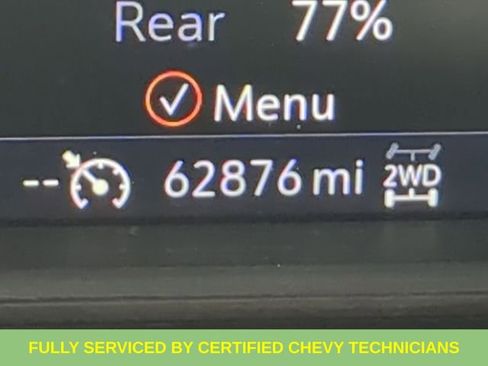 Rear 77%
Menu
-- 62876 mi 2WD
FULLY SERVICED BY CERTIFIED CHEVY TECHNICIANS